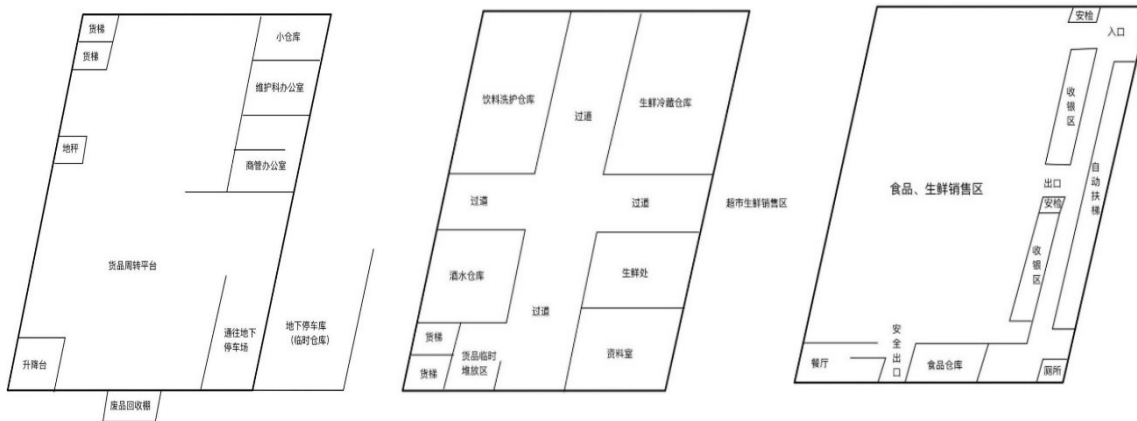 货梯
货梯
小仓库
维护科办公室
地秤
商管办公室
货品周转平台
通往地下
停车场
地下停车库
（临时仓库）
升降台
废品回收棚
饮料洗护仓库
过道
生鲜冷藏仓库
过道
过道
超市生鲜销售区
酒水仓库
生鲜处
过道
货梯
货品临时
堆放区
货梯
资料室
安检
入口
收银区
自动扶梯
食品、生鲜销售区
出口
安检
收银区
安全出口
餐厅
食品仓库
厕所